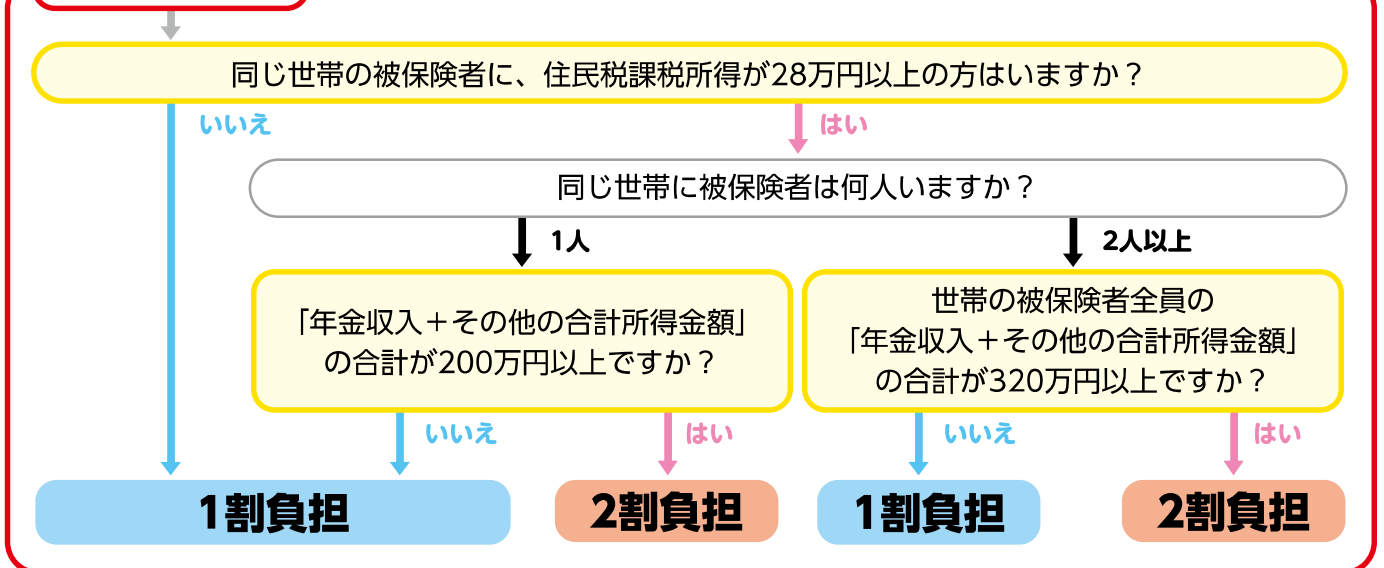 同じ世帯の被保険者に、住民税課税所得が28万円以上の方はいますか？
いいえ
はい
同じ世帯に被保険者は何人いますか？
1人
2人以上
「年金収入＋その他の合計所得金額」
の合計が200万円以上ですか？
世帯の被保険者全員の
「年金収入＋その他の合計所得金額」
の合計が320万円以上ですか？
いいえ
はい
いいえ
はい
1割負担
2割負担
1割負担
2割負担